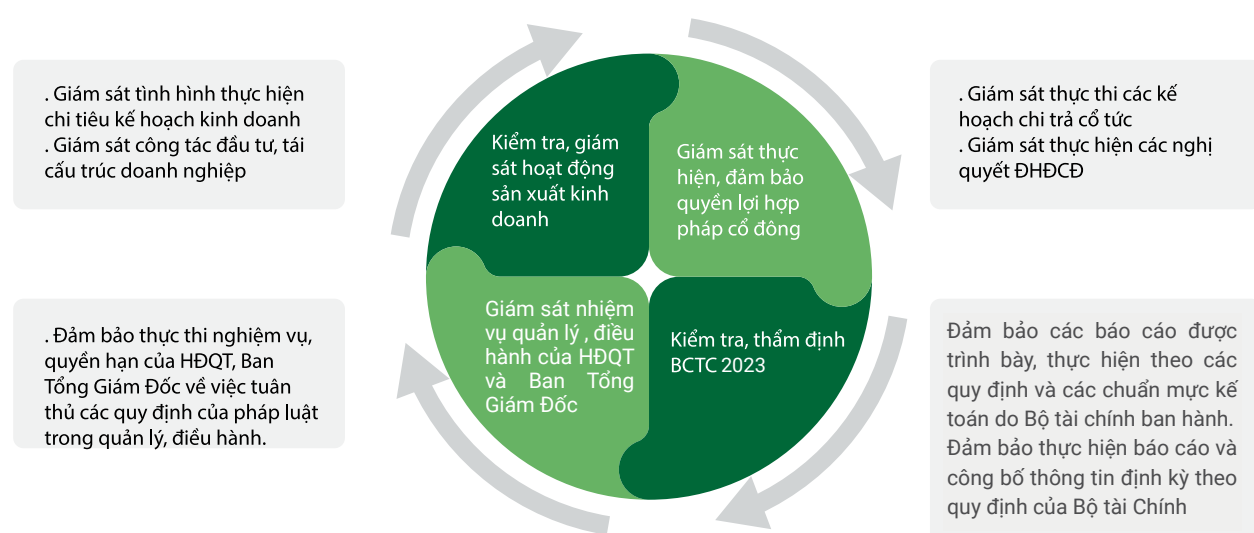 . Giám sát tình hình thực hiện
chi tiêu kế hoạch kinh doanh
. Giám sát công tác đầu tư, tái
cấu trúc doanh nghiệp
Kiểm tra, giám
sát hoạt động
sản xuất kinh
doanh
Giám sát thực
hiện, đảm bảo
quyền lợi hợp
pháp cổ đông
. Giám sát thực thi các kế
hoạch chi trả cổ tức
. Giám sát thực hiện các nghị
quyết ĐHĐCĐ
. Đảm bảo thực thi nghiệm vụ,
quyền hạn của HĐQT, Ban
Tổng Giám Đốc về việc tuân
thủ các quy định của pháp luật
trong quản lý, điều hành.
Giám sát nhiệm
vụ quản lý , điều
hành của HĐQT
và Ban Tổng
Giám Đốc
Kiểm tra, thẩm định
BCTC 2023
Đảm bảo các báo cáo được
trình bày, thực hiện theo các
quy định và các chuẩn mực kế
toán do Bộ tài chính ban hành.
Đảm bảo thực hiện báo cáo và
công bố thông tin định kỳ theo
quy định của Bộ tài Chính